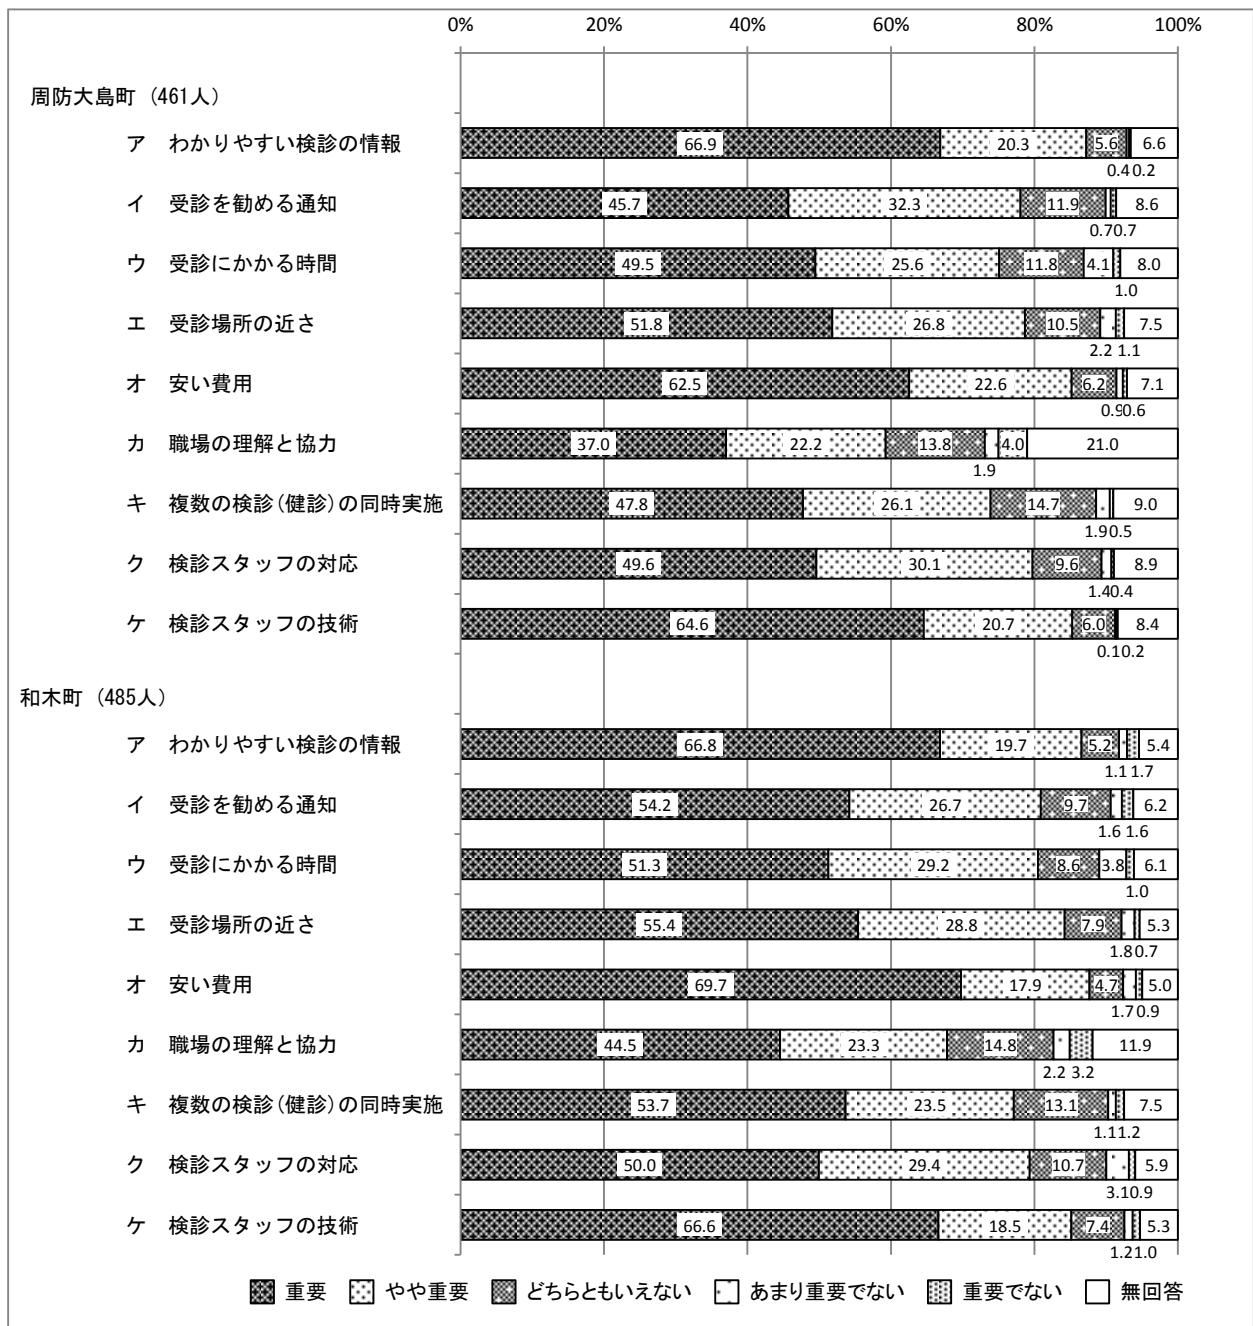 0% 20% 40% 60% 80% 100%
周防大島町 (461人)
ア わかりやすい検診の情報 66.9 20.3 5.6 6.6
0.4 0.2
イ 受診を勧める通知 45.7 32.3 11.9 8.6
0.7 0.7
ウ 受診にかかる時間 49.5 25.6 11.8 4.1 8.0
1.0
エ 受診場所の近さ 51.8 26.8 10.5 7.5
2.2 1.1
オ 安い費用 62.5 22.6 6.2 7.1
0.9 0.6
カ 職場の理解と協力 37.0 22.2 13.8 4.0 21.0
1.9
キ 複数の検診(健診)の同時実施 47.8 26.1 14.7 9.0
1.9 0.5
ク 検診スタッフの対応 49.6 30.1 9.6 8.9
1.4 0.4
ケ 検診スタッフの技術 64.6 20.7 6.0 8.4
0.1 0.2
和木町 (485人)
ア わかりやすい検診の情報 66.8 19.7 5.2 5.4
1.1 1.7
イ 受診を勧める通知 54.2 26.7 9.7 6.2
1.6 1.6
ウ 受診にかかる時間 51.3 29.2 8.6 3.8 6.1
1.0
エ 受診場所の近さ 55.4 28.8 7.9 5.3
1.8 0.7
オ 安い費用 69.7 17.9 4.7 5.0
1.7 0.9
カ 職場の理解と協力 44.5 23.3 14.8 11.9
2.2 3.2
キ 複数の検診(健診)の同時実施 53.7 23.5 13.1 7.5
1.1 1.2
ク 検診スタッフの対応 50.0 29.4 10.7 5.9
3.1 0.9
ケ 検診スタッフの技術 66.6 18.5 7.4 5.3
1.2 1.0
重要 やや重要 どちらともいえない あまり重要でない 重要でない 無回答